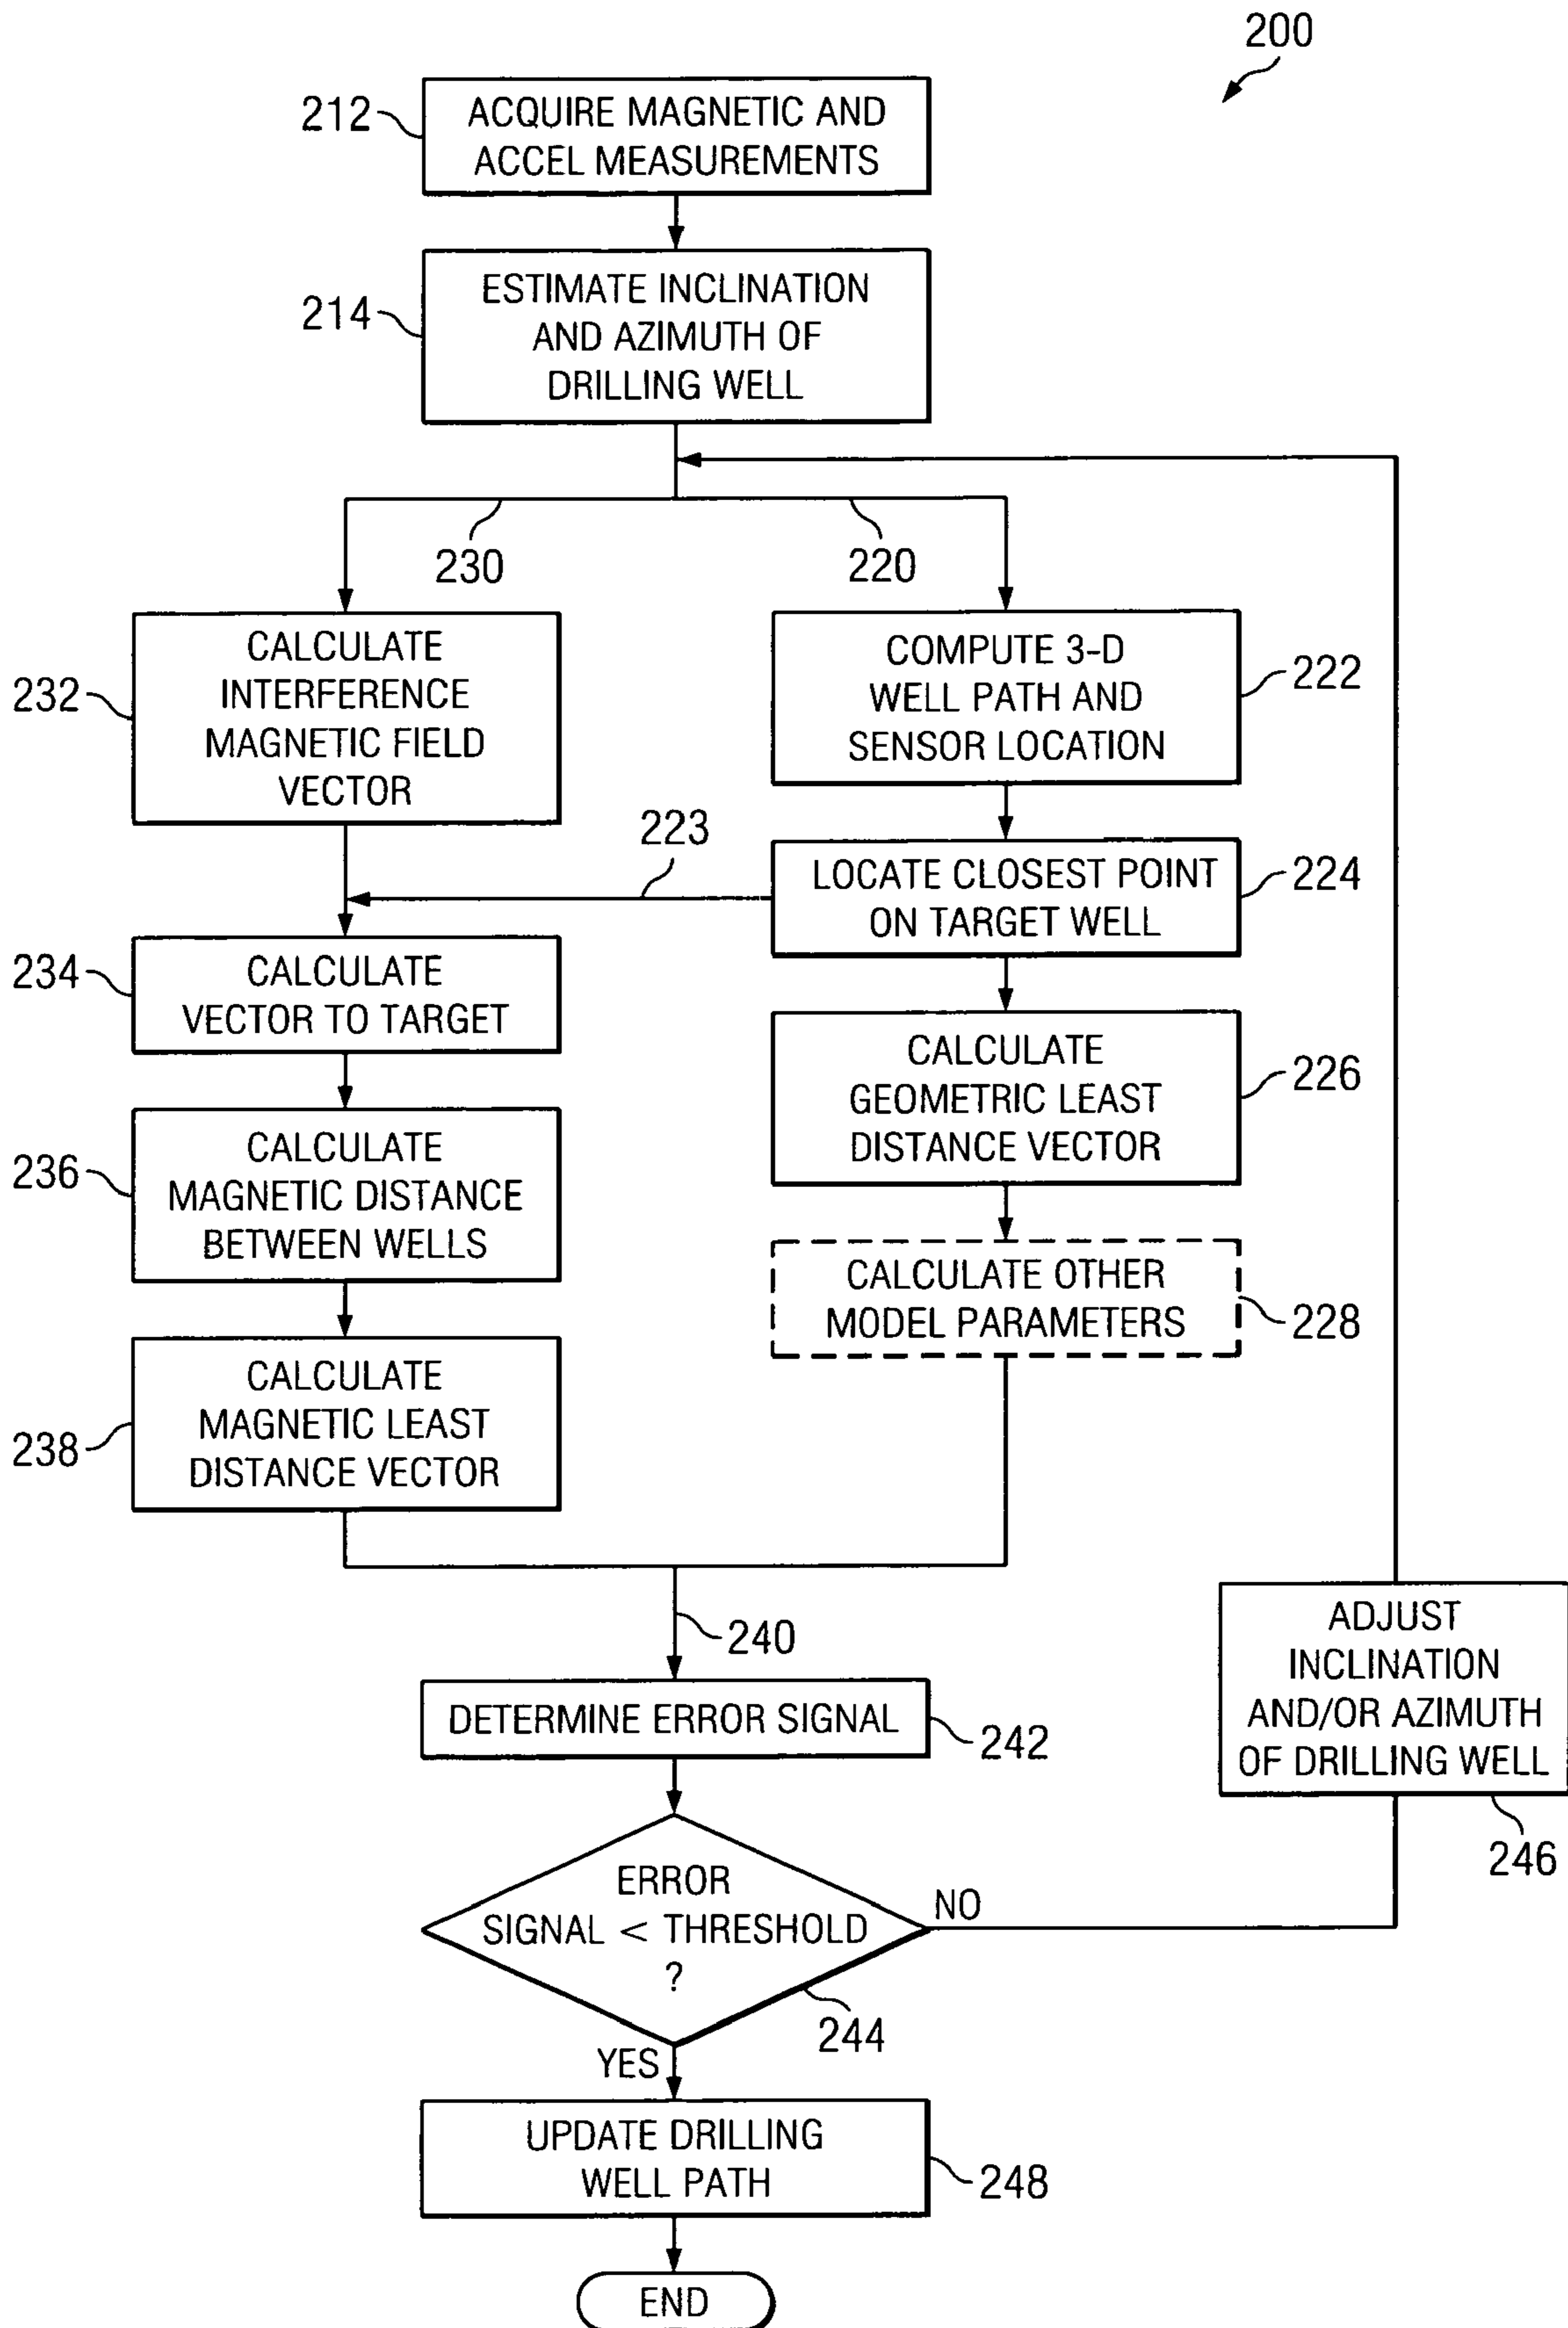 200
212
ACQUIRE MAGNETIC AND
ACCEL MEASUREMENTS
214
ESTIMATE INCLINATION
AND AZIMUTH OF
DRILLING WELL
230
220
232
CALCULATE
INTERFERENCE
MAGNETIC FIELD
VECTOR
COMPUTE 3-D
WELL PATH AND
SENSOR LOCATION
222
223
LOCATE CLOSEST POINT
ON TARGET WELL
224
234
CALCULATE
VECTOR TO TARGET
CALCULATE
GEOMETRIC LEAST
DISTANCE VECTOR
226
236
CALCULATE
MAGNETIC DISTANCE
BETWEEN WELLS
CALCULATE OTHER
MODEL PARAMETERS
228
238
CALCULATE
MAGNETIC LEAST
DISTANCE VECTOR
240
DETERMINE ERROR SIGNAL
242
ADJUST
INCLINATION
AND/OR AZIMUTH
OF DRILLING WELL
246
ERROR
SIGNAL < THRESHOLD
?
NO
244
YES
UPDATE DRILLING
WELL PATH
248
END